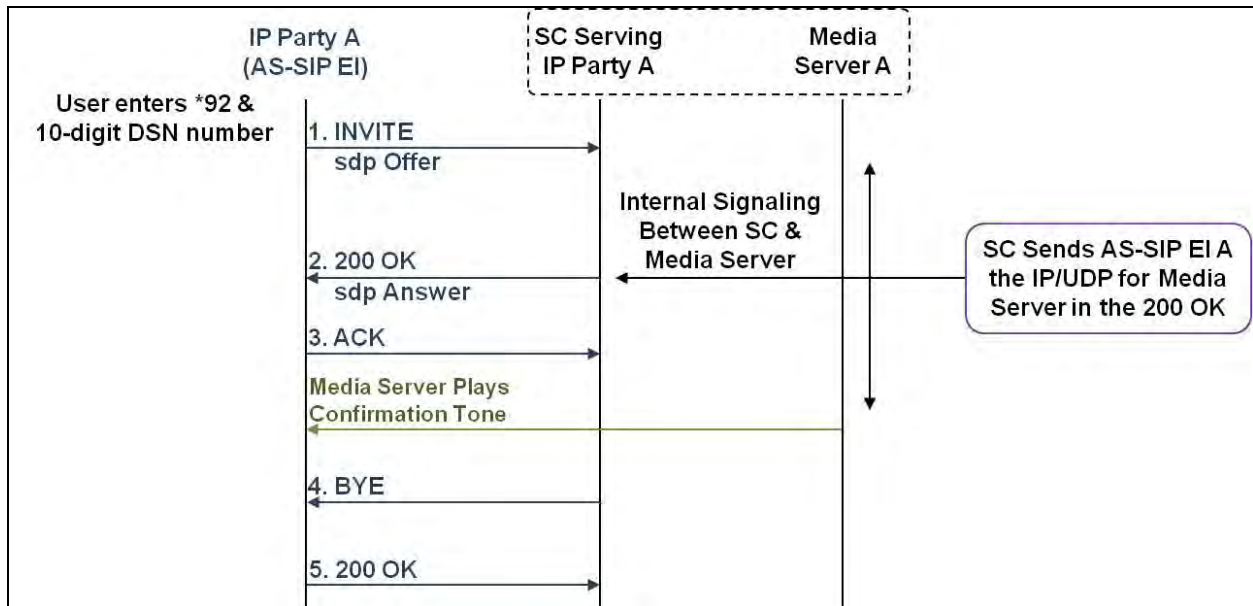 IP Party A
(AS-SIP EI)
SC Serving
IP Party A
Media
Server A
User enters *92 &
10-digit DSN number
1. INVITE
sdp Offer
Internal Signaling
Between SC &
Media Server
SC Sends AS-SIP EI A
the IP/UDP for Media
Server in the 200 OK
2. 200 OK
sdp Answer
3. ACK
Media Server Plays
Confirmation Tone
4. BYE
5. 200 OK